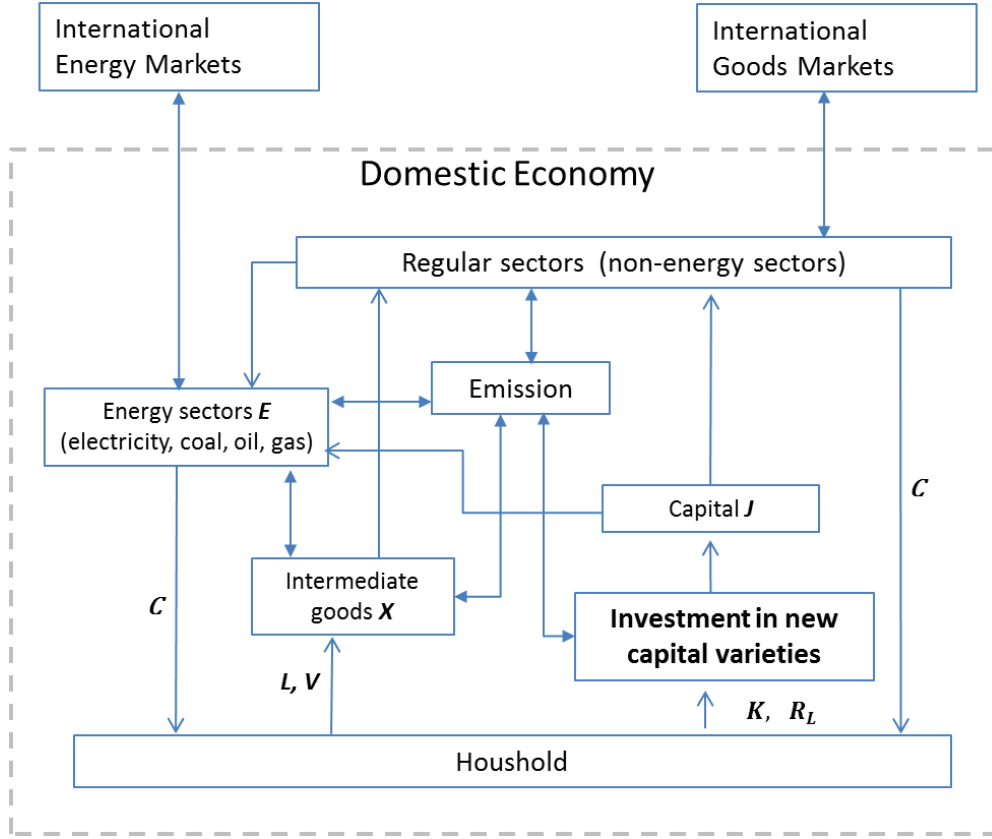 International
Energy Markets
International
Goods Markets
Domestic Economy
Regular sectors (non-energy sectors)
Emission
Energy sectors E
(electricity, coal, oil, gas)
Capital J
C
Intermediate
goods X
C
Investment in new
capital varieties
L, V
K, R_L
Houshold